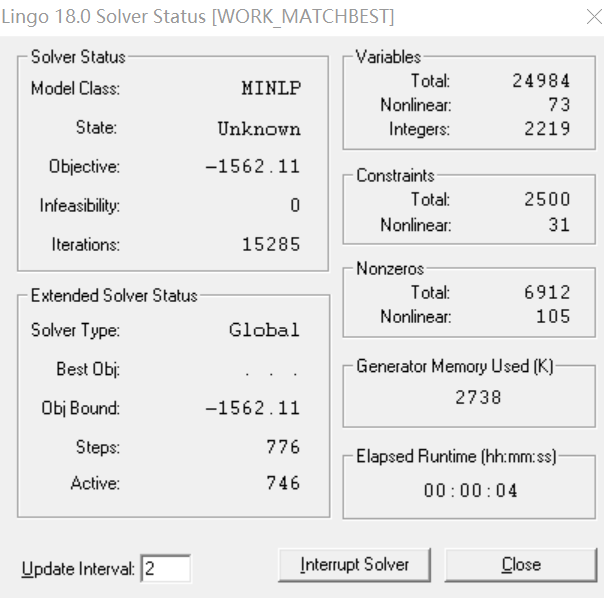 Lingo 18.0 Solver Status [WORK_MATCHBEST]
Solver Status
Model Class: MINLP
State: Unknown
Objective: -1562.11
Infeasibility: 0
Iterations: 15285
Extended Solver Status
Solver Type: Global
Best Obj: . . .
Obj Bound: -1562.11
Steps: 776
Active: 746
Variables
Total: 24984
Nonlinear: 73
Integers: 2219
Constraints
Total: 2500
Nonlinear: 31
Nonzeros
Total: 6912
Nonlinear: 105
Generator Memory Used (K)
2738
Elapsed Runtime (hh:mm:ss)
00:00:04
Update Interval: 2
Interrupt Solver
Close